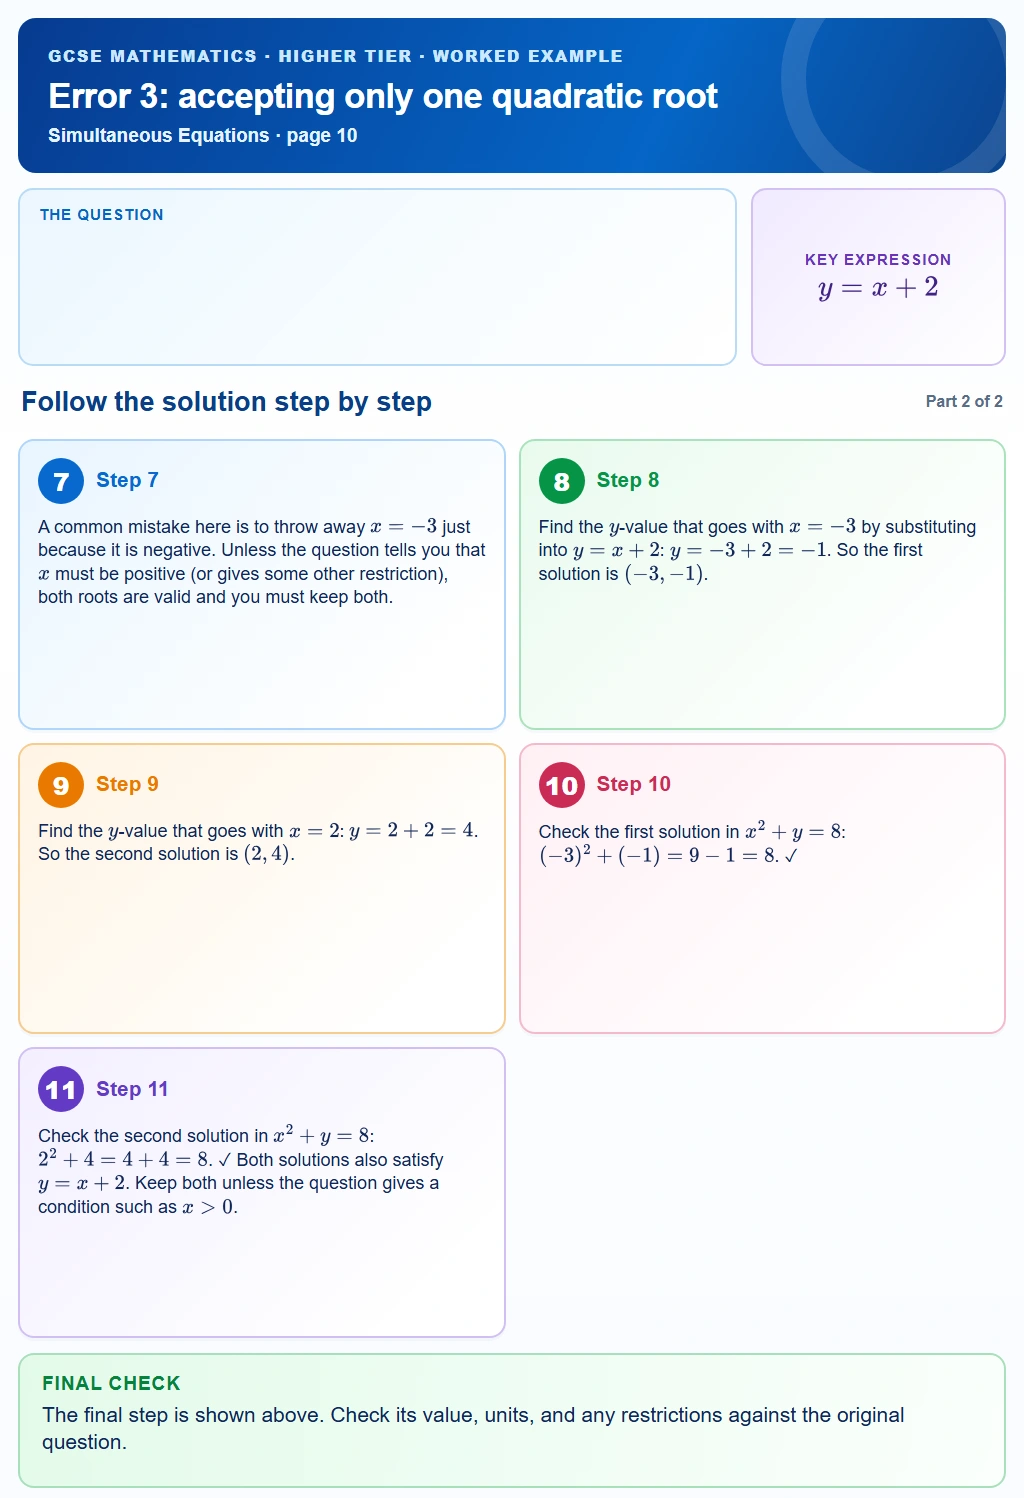 GCSE MATHEMATICS · HIGHER TIER · WORKED EXAMPLE
Error 3: accepting only one quadratic root
Simultaneous Equations · page 10
THE QUESTION
KEY EXPRESSION
y = x + 2
Follow the solution step by step
Part 2 of 2
7 Step 7
A common mistake here is to throw away x = −3 just
because it is negative. Unless the question tells you that
x must be positive (or gives some other restriction),
both roots are valid and you must keep both.
8 Step 8
Find the y-value that goes with x = −3 by substituting
into y = x + 2: y = −3 + 2 = −1. So the first
solution is (−3, −1).
9 Step 9
Find the y-value that goes with x = 2: y = 2 + 2 = 4.
So the second solution is (2, 4).
10 Step 10
Check the first solution in x² + y = 8:
(−3)² + (−1) = 9 − 1 = 8. ✓
11 Step 11
Check the second solution in x² + y = 8:
2² + 4 = 4 + 4 = 8. ✓ Both solutions also satisfy
y = x + 2. Keep both unless the question gives a
condition such as x > 0.
FINAL CHECK
The final step is shown above. Check its value, units, and any restrictions against the original
question.